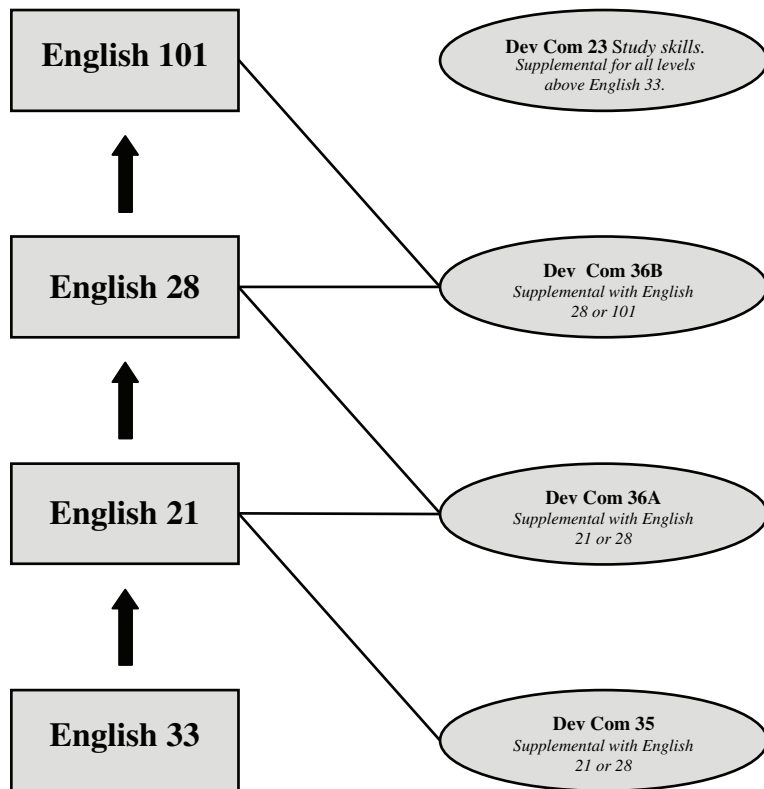 English 101
Dev Com 23 Study skills.
Supplemental for all levels
above English 33.
English 28
Dev Com 36B
Supplemental with English
28 or 101
English 21
Dev Com 36A
Supplemental with English
21 or 28
English 33
Dev Com 35
Supplemental with English
21 or 28